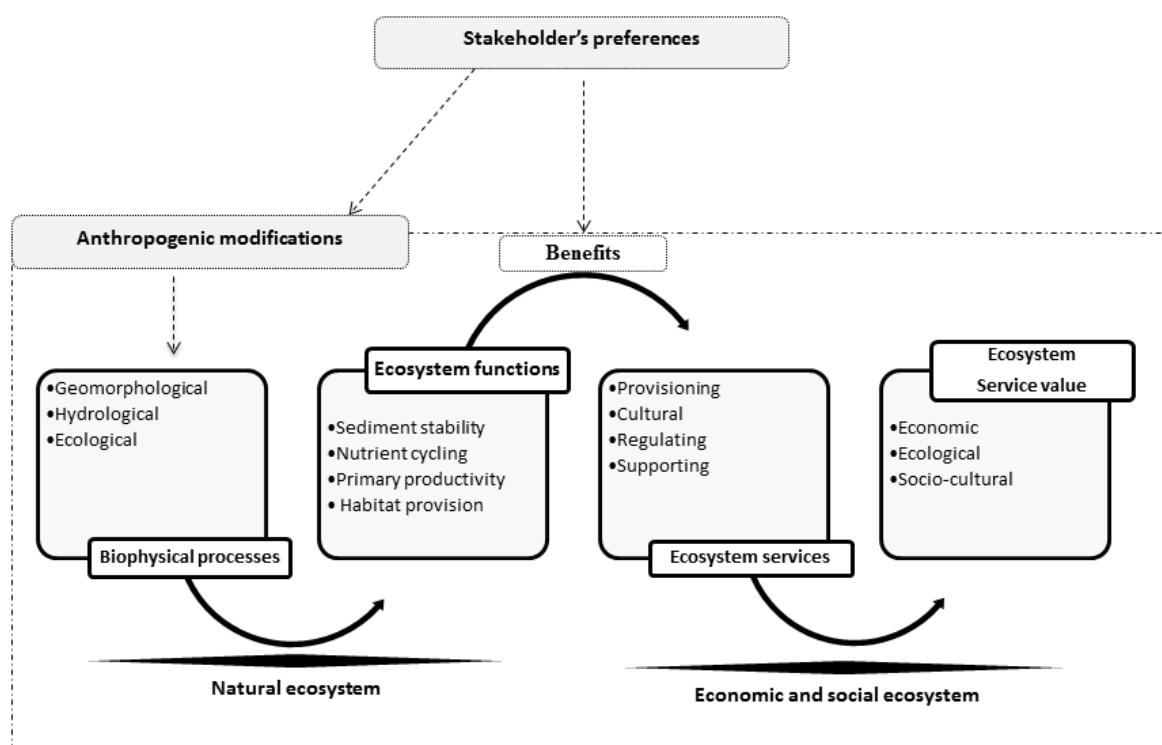 Stakeholder’s preferences
Anthropogenic modifications
Benefits
•Geomorphological
•Hydrological
•Ecological
Biophysical processes
Ecosystem functions
•Sediment stability
•Nutrient cycling
•Primary productivity
• Habitat provision
•Provisioning
•Cultural
•Regulating
•Supporting
Ecosystem services
Ecosystem
Service value
•Economic
•Ecological
•Socio-cultural
Natural ecosystem
Economic and social ecosystem